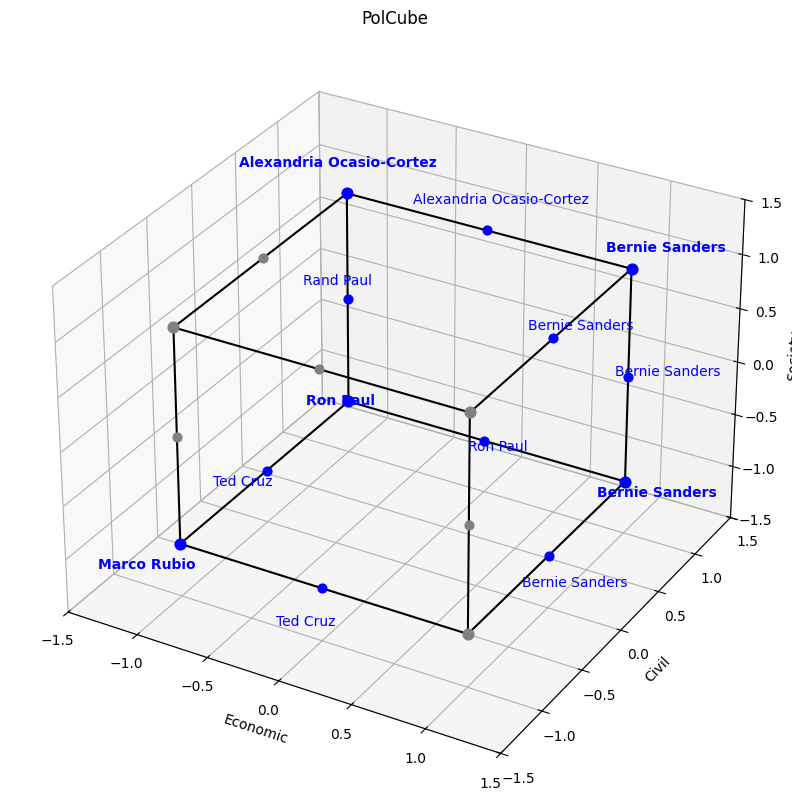 PolCube
Alexandria Ocasio-Cortez
Alexandria Ocasio-Cortez
Bernie Sanders
Rand Paul
Bernie Sanders
Bernie Sanders
Ron Paul
Ron Paul
Ted Cruz
Bernie Sanders
Marco Rubio
Bernie Sanders
Ted Cruz
1.5
1.0
0.5
0.0
−0.5
−1.0
−1.5
Society
1.5
1.0
0.5
0.0
−0.5
−1.0
−1.5
Civil
−1.5
−1.0
−0.5
0.0
0.5
1.0
1.5
Economic